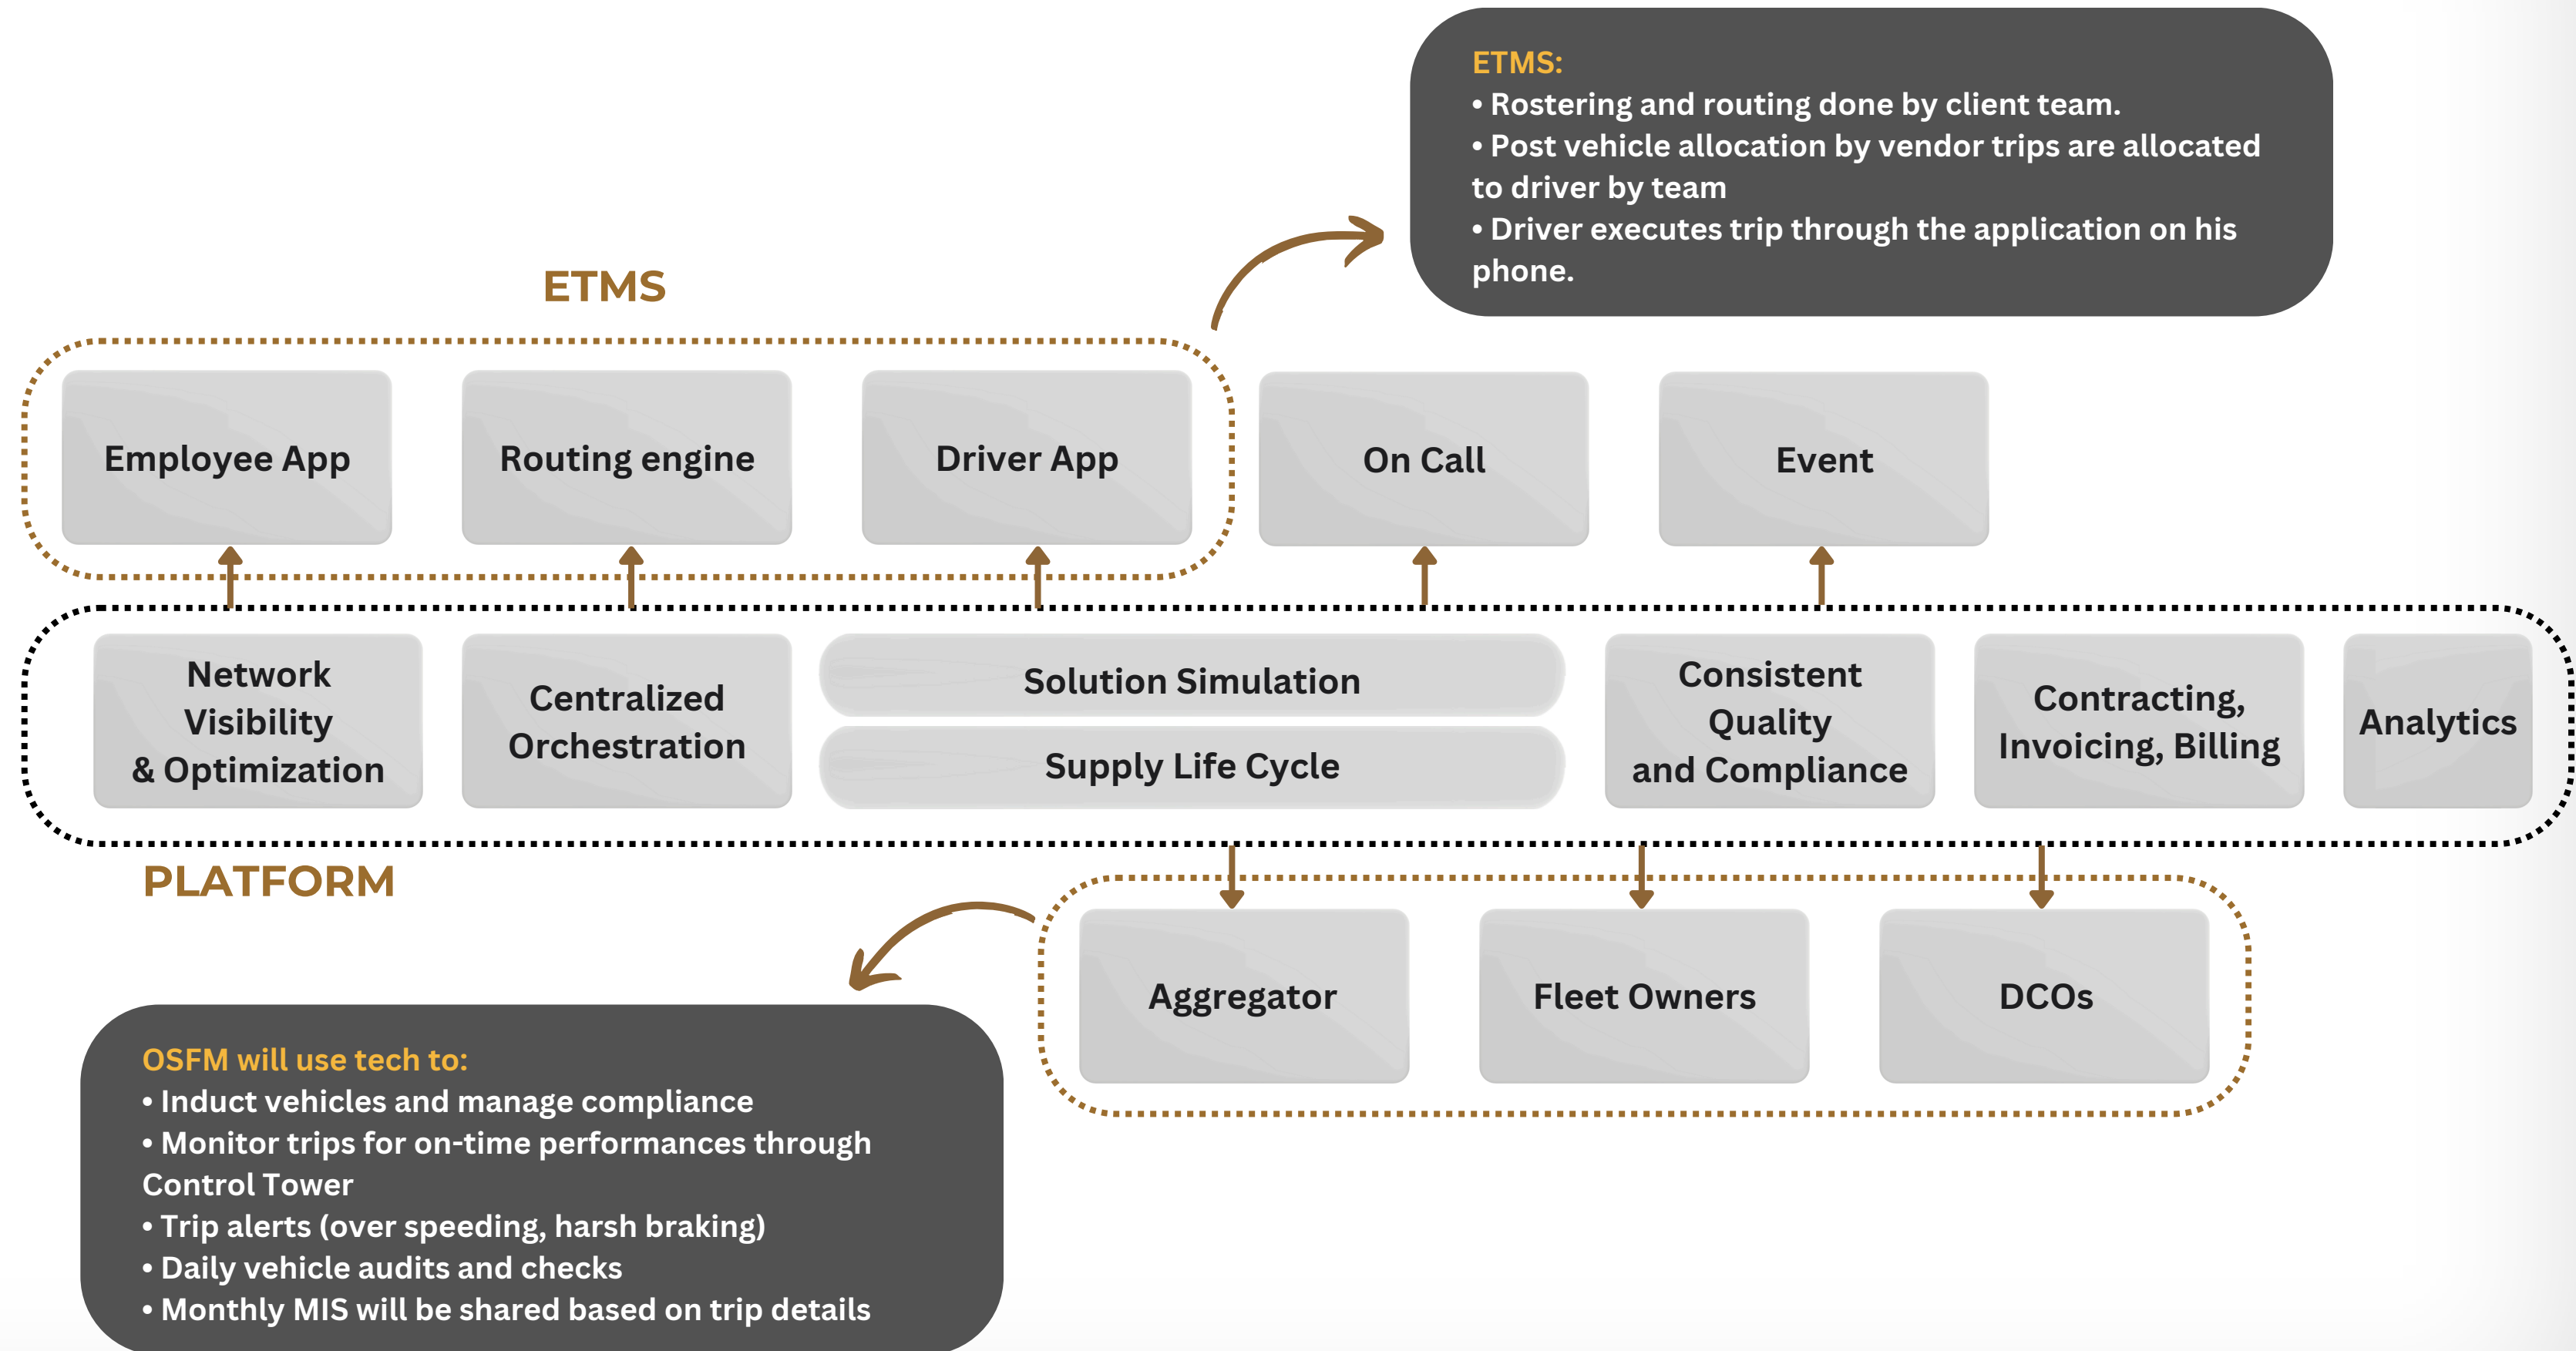 ETMS:
• Rostering and routing done by client team.
• Post vehicle allocation by vendor trips are allocated
to driver by team
• Driver executes trip through the application on his
phone.
ETMS
Employee App
Routing engine
Driver App
On Call
Event
Network
Visibility
& Optimization
Centralized
Orchestration
Solution Simulation
Supply Life Cycle
Consistent
Quality
and Compliance
Contracting,
Invoicing, Billing
Analytics
PLATFORM
Aggregator
Fleet Owners
DCOs
OSFM will use tech to:
• Induct vehicles and manage compliance
• Monitor trips for on-time performances through
Control Tower
• Trip alerts (over speeding, harsh braking)
• Daily vehicle audits and checks
• Monthly MIS will be shared based on trip details